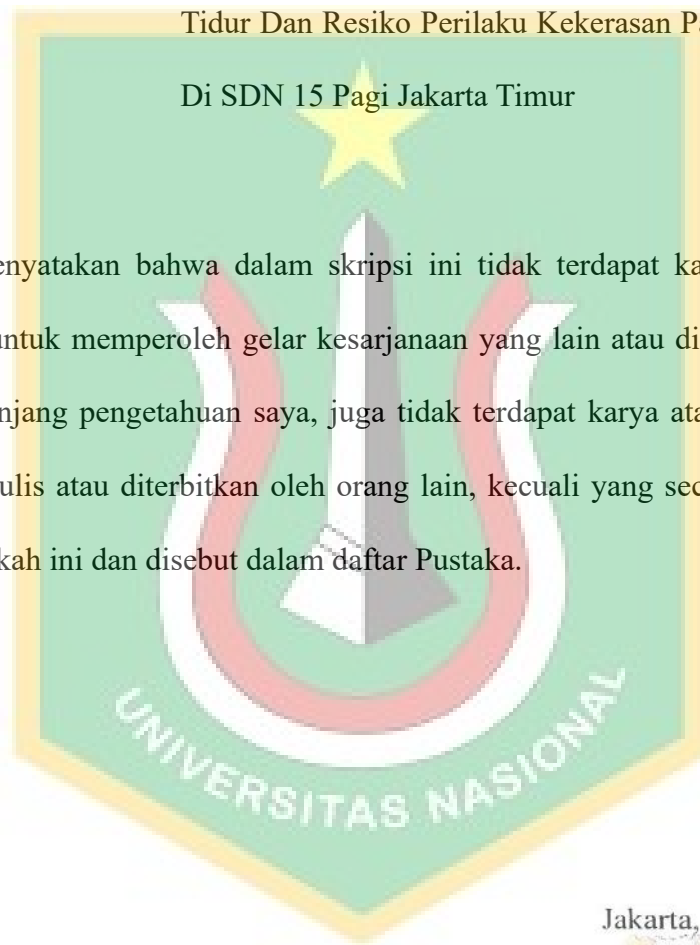 Tidur Dan Resiko Perilaku Kekerasan P
Di SDN 15 Pagi Jakarta Timur
enyatakan bahwa dalam skripsi ini tidak terdapat ka
untuk memperoleh gelar kesarjanaan yang lain atau di
njang pengetahuan saya, juga tidak terdapat karya ata
ulis atau diterbitkan oleh orang lain, kecuali yang sec
kah ini dan disebut dalam daftar Pustaka.
UNIVERSITAS NASIONAL
Jakarta,